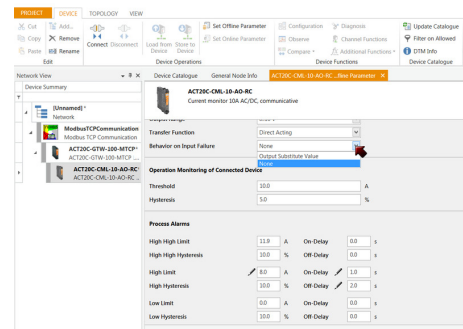 PROJECT DEVICE TOPOLOGY VIEW
Cut Add... Set Offline Parameter Configuration Diagnosis Update Catalogue
Copy Remove Connect Disconnect Load from Device Store to Device Set Online Parameter Observe Channel Functions Filter on Allowed
Paste Rename Compare Additional Functions DTM Info
Edit Device Operations Device Functions Device Catalogue
Network View Device Catalogue General Node Info ACT20C-CML-10-AO-RC ...fline Parameter
Device Summary
ACT20C-CML-10-AO-RC
Current monitor 10A AC/DC, communicative
[Unnamed]*
Network
ModbusTCPCommunication
Modbus TCP Communication
ACT20C-GTW-100-MTCP*
ACT20C-GTW-100-MTCP ...
ACT20C-CML-10-AO-RC*
ACT20C-CML-10-AO-RC ...
Output Range
Transfer Function Direct Acting
Behavior on Input Failure None
Output Substitute Value
None
Operation Monitoring of Connected Device
Threshold 10.0 A
Hysteresis 5.0 %
Process Alarms
High High Limit 11.9 A On-Delay 0.0 s
High High Hysteresis 10.0 % Off-Delay 0.0 s
High Limit 8.0 A On-Delay 1.0 s
High Hysteresis 10.0 % Off-Delay 2.0 s
Low Limit 0.0 A On-Delay 0.0 s
Low Hysteresis 10.0 % Off-Delay 0.0 s